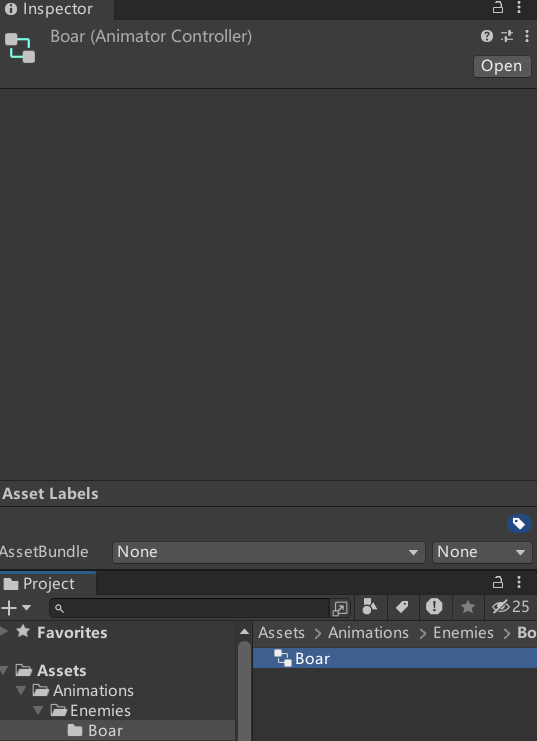 Inspector
Boar (Animator Controller)
Open
Asset Labels
AssetBundle None None
Project
25
Favorites
Assets > Animations > Enemies > Bo
Boar
Assets
Animations
Enemies
Boar